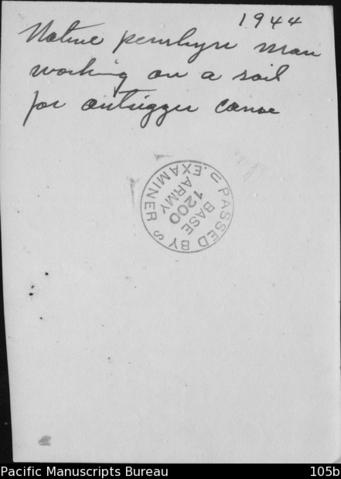 1944
Native penrhyn man
working on a sail
for outrigger canoe
PASSED BY
BASE
1200
ARMY
EXAMINER
Pacific Manuscripts Bureau 105b